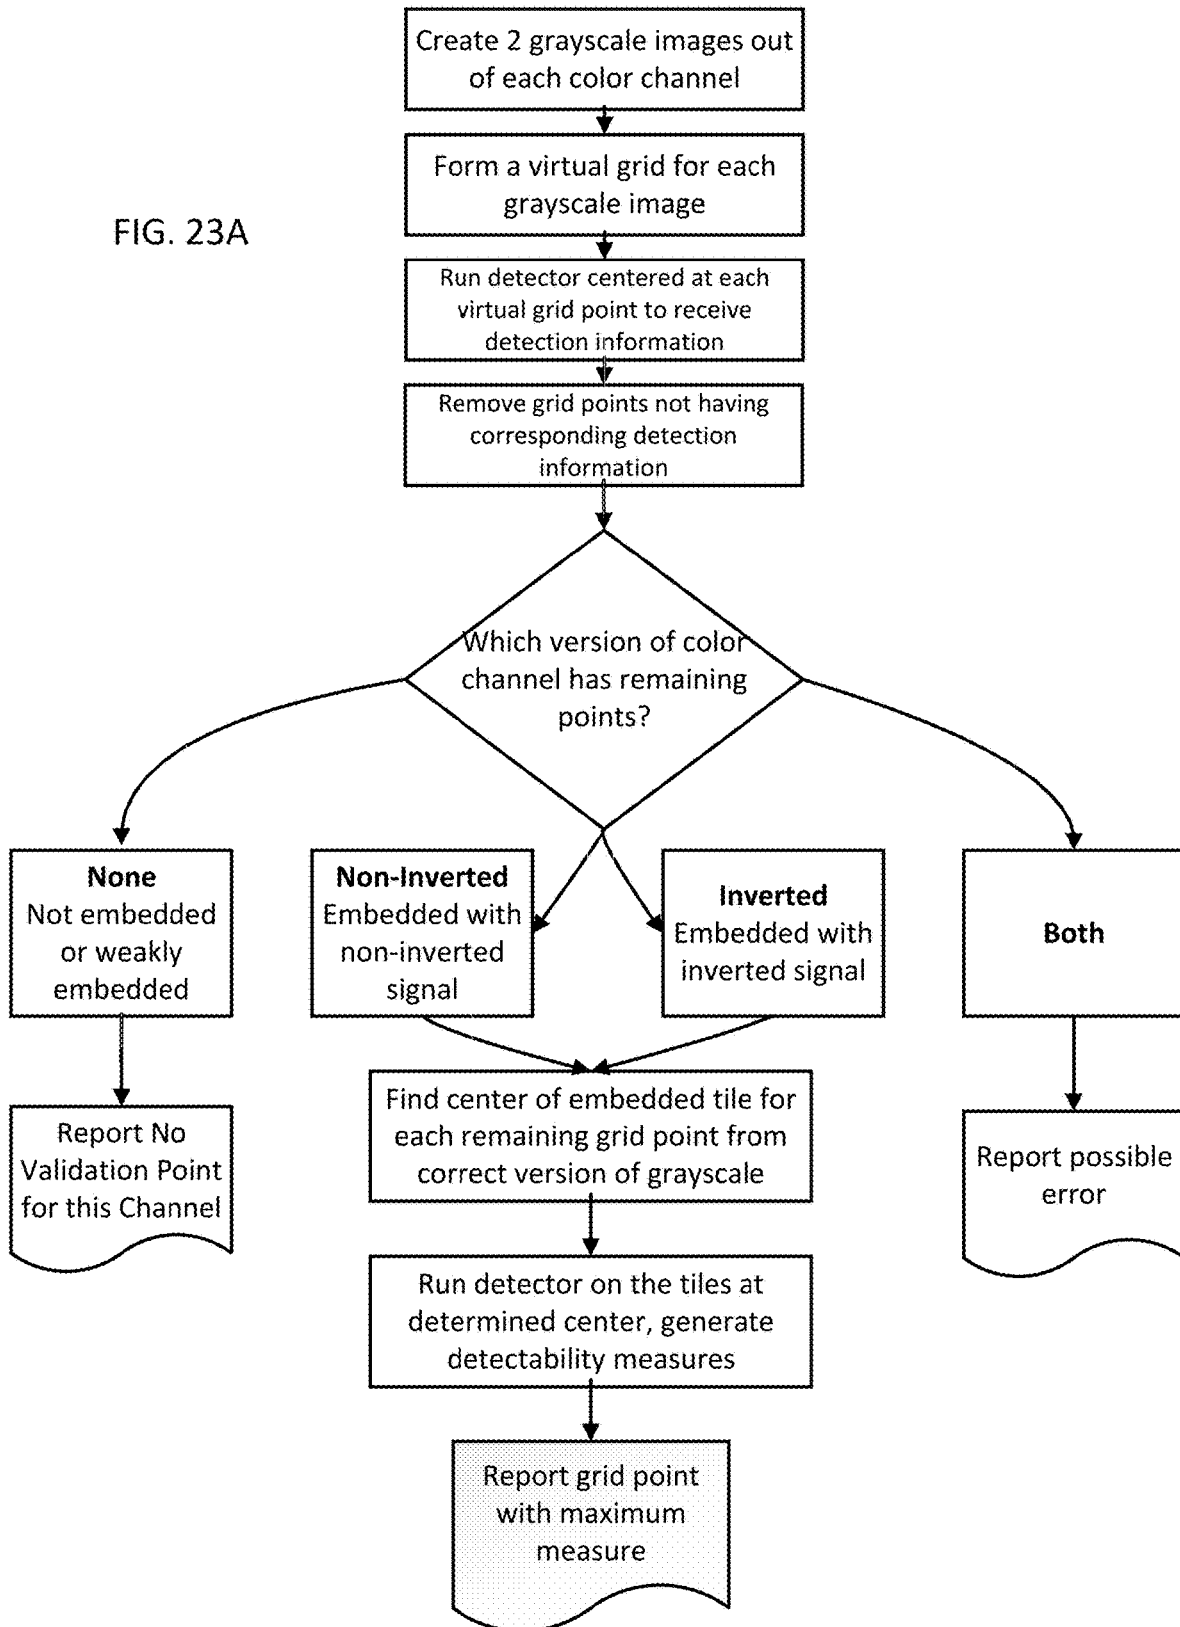 Create 2 grayscale images out
of each color channel
Form a virtual grid for each
grayscale image
FIG. 23A
Run detector centered at each
virtual grid point to receive
detection information
Remove grid points not having
corresponding detection
information
Which version of color
channel has remaining
points?
None
Not embedded
or weakly
embedded
Non-Inverted
Embedded with
non-inverted
signal
Inverted
Embedded with
inverted signal
Both
Report No
Validation Point
for this Channel
Find center of embedded tile for
each remaining grid point from
correct version of grayscale
Report possible
error
Run detector on the tiles at
determined center, generate
detectability measures
Report grid point
with maximum
measure